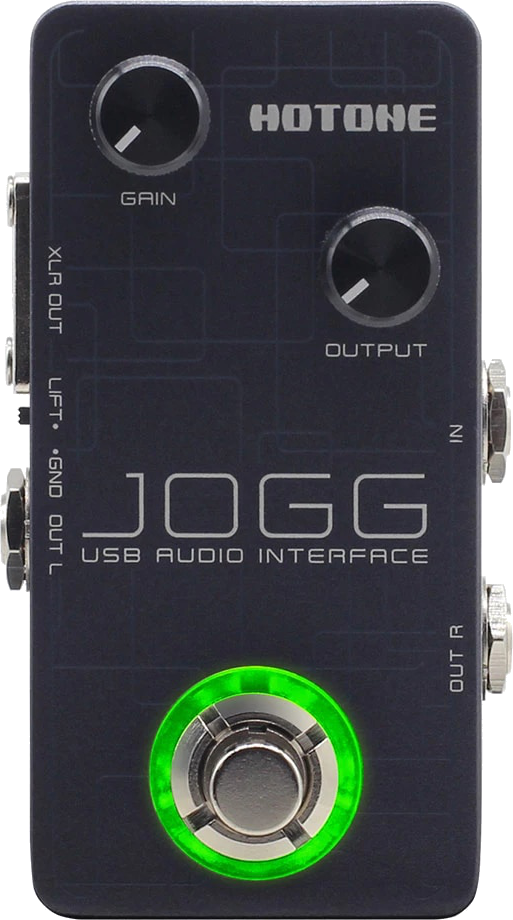 HOTONE
GAIN
OUTPUT
XLR OUT
LIFT• •GND
OUT L
IN
JOGG
USB AUDIO INTERFACE
OUT R